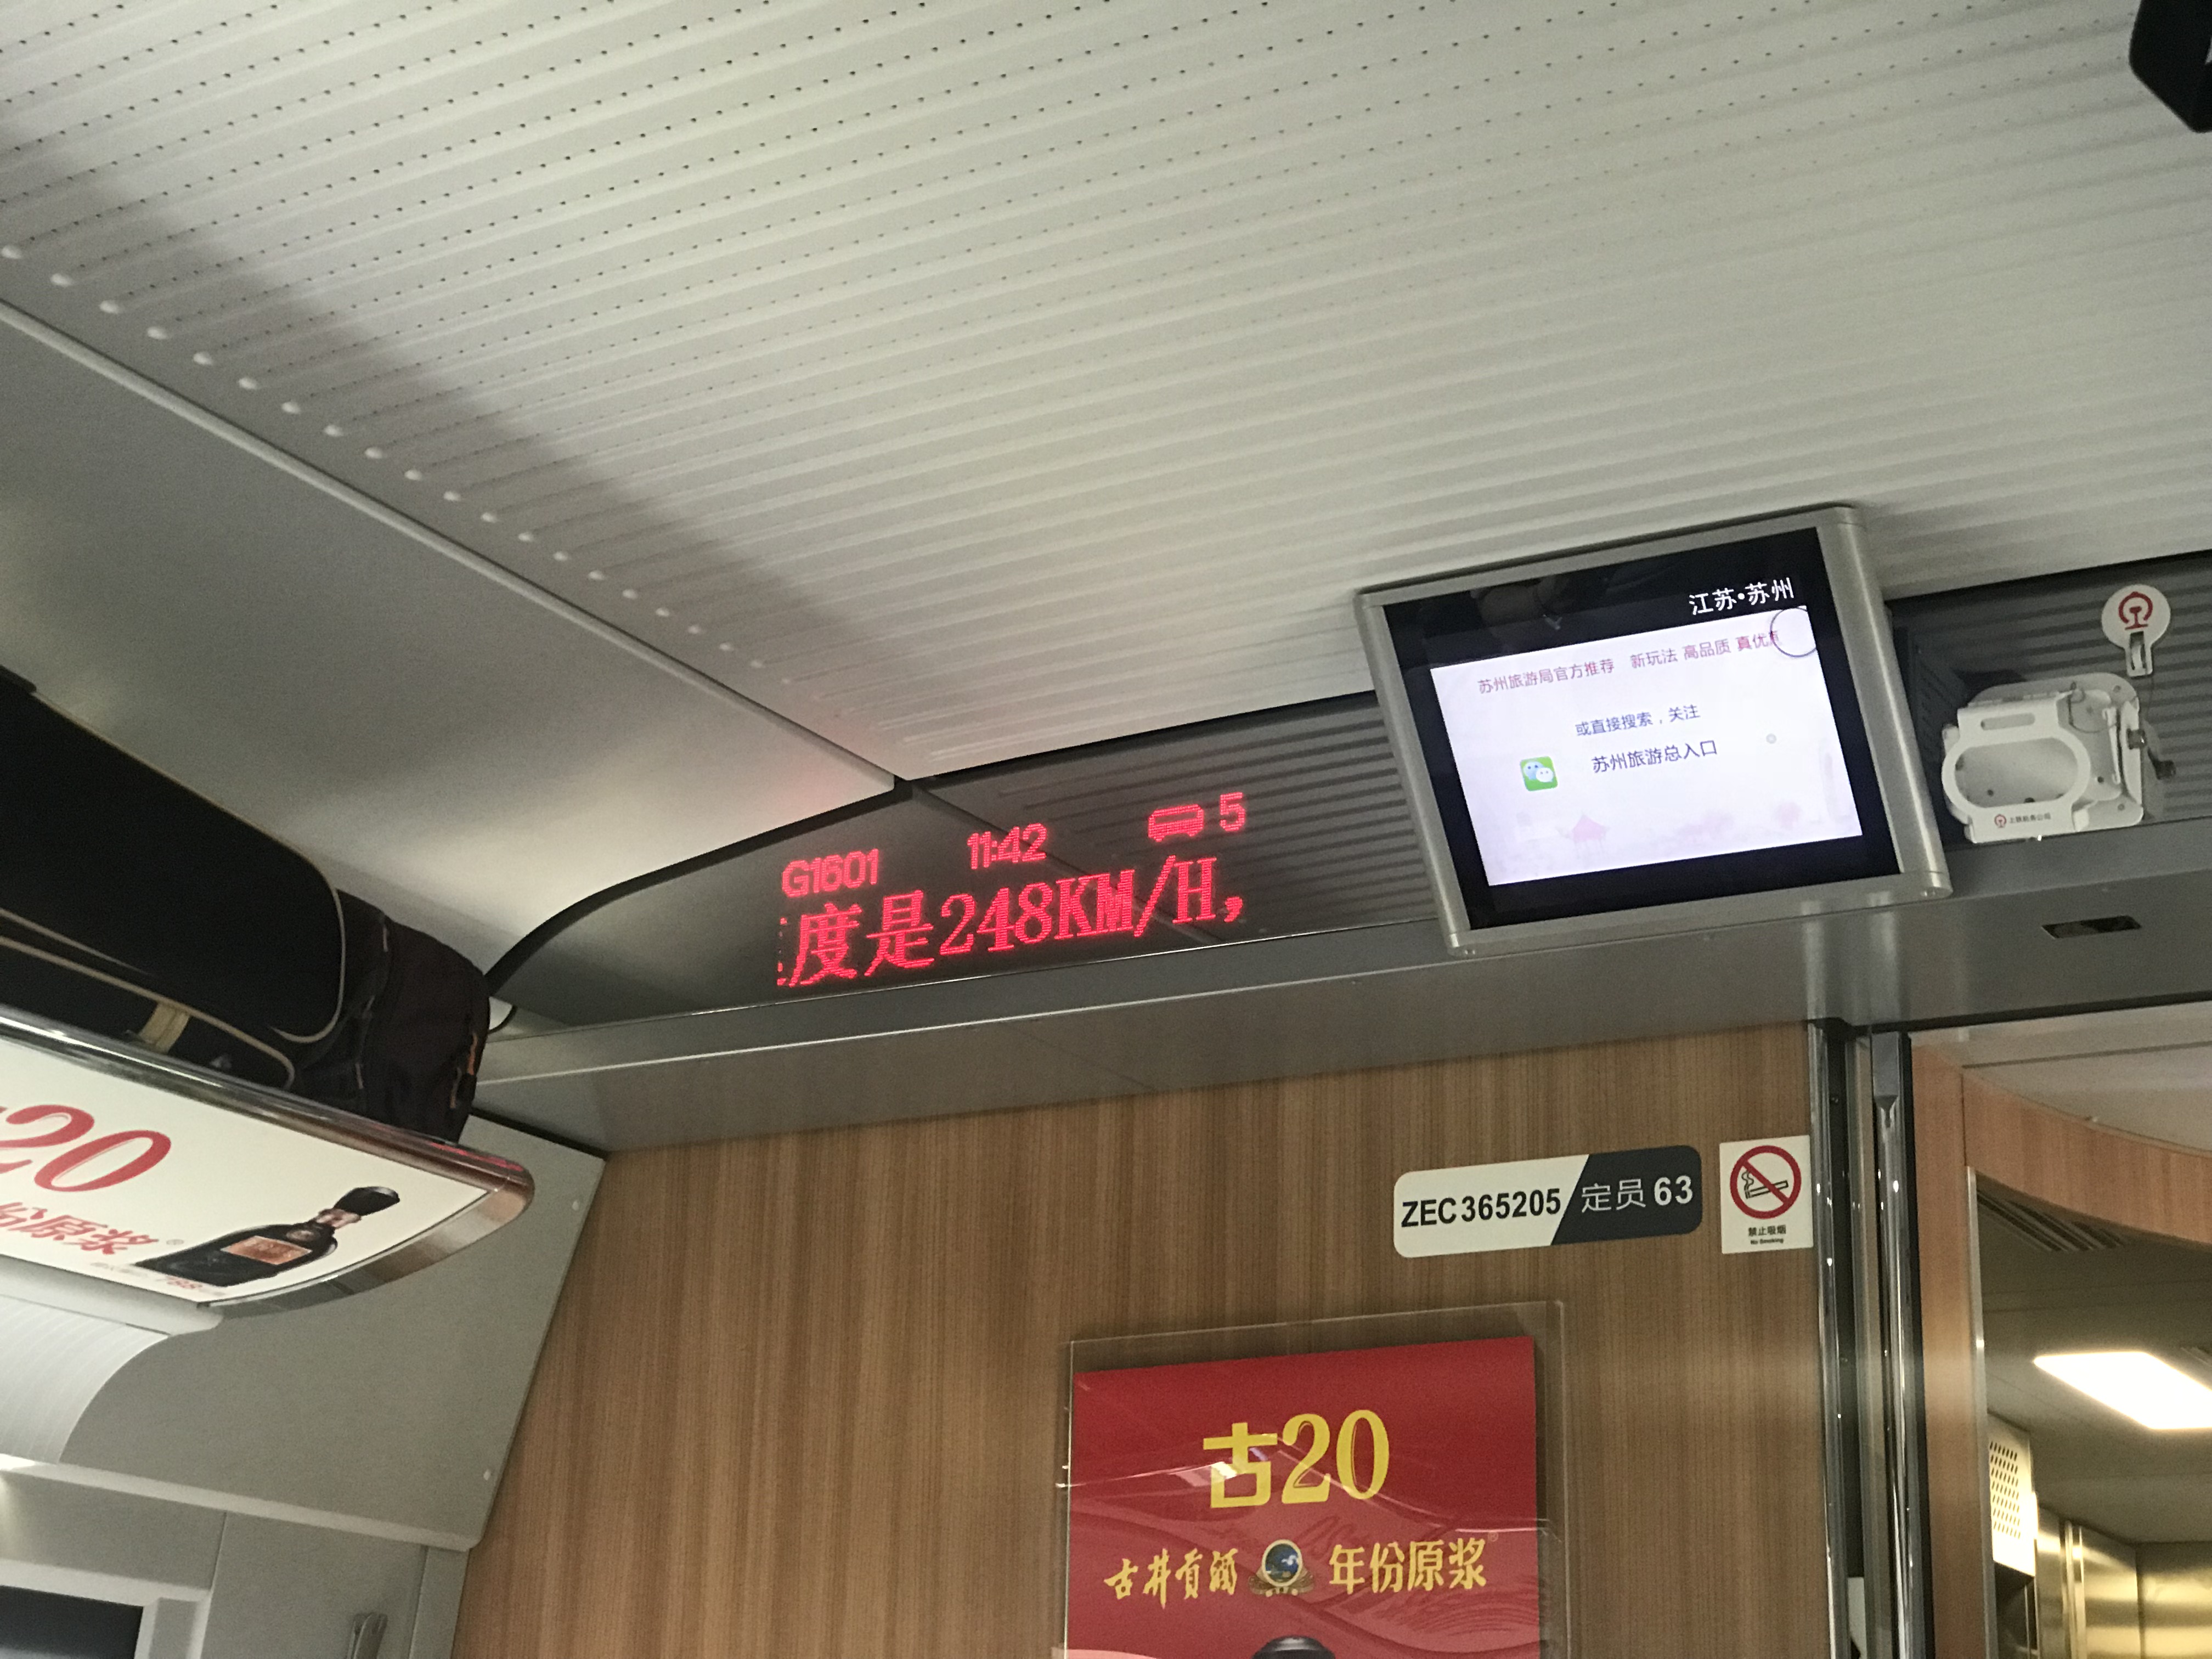 江苏·苏州
苏州旅游局官方推荐 新玩法 高品质 真优
或直接搜索,关注
苏州旅游总入口
G1601 11:42 5
度是248KM/H,
ZEC365205 定员 63
禁止吸烟
No Smoking
20
份原浆
古20
古井贡酒 年份原浆